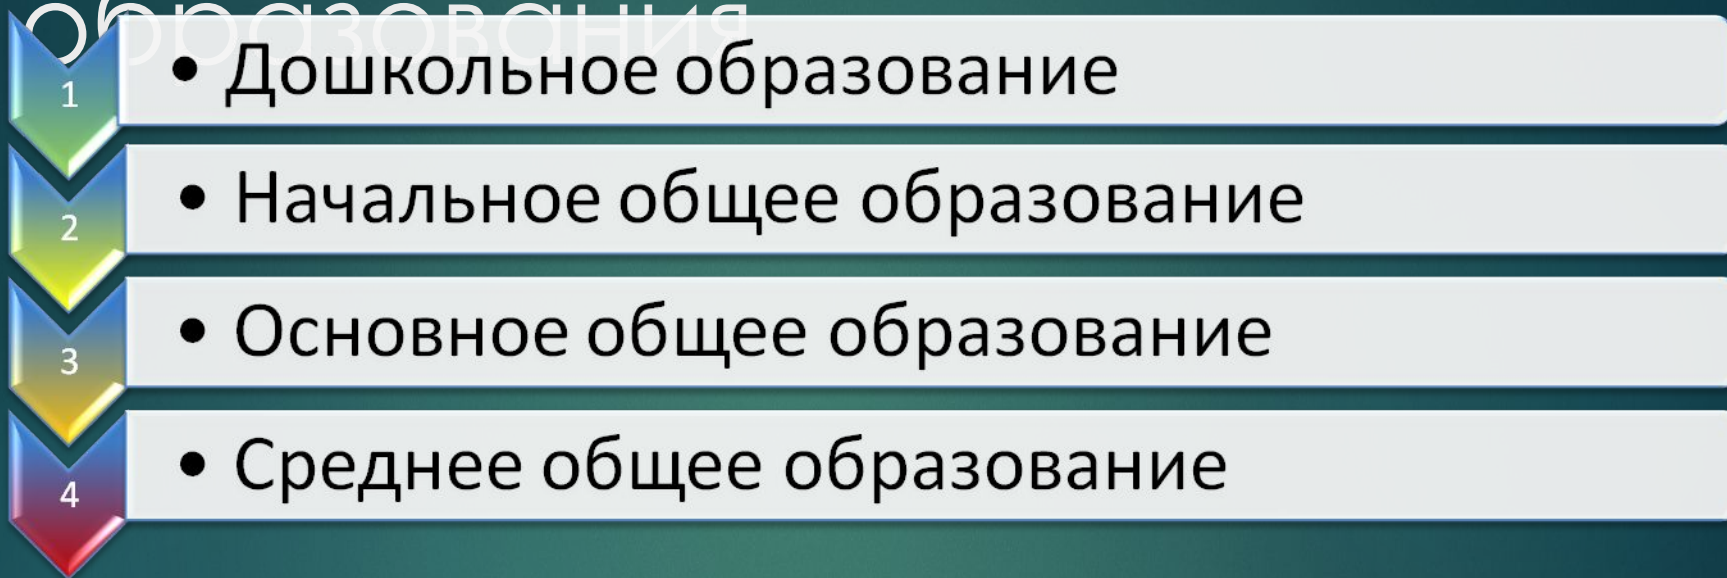 образования
1 • Дошкольное образование
2 • Начальное общее образование
3 • Основное общее образование
4 • Среднее общее образование